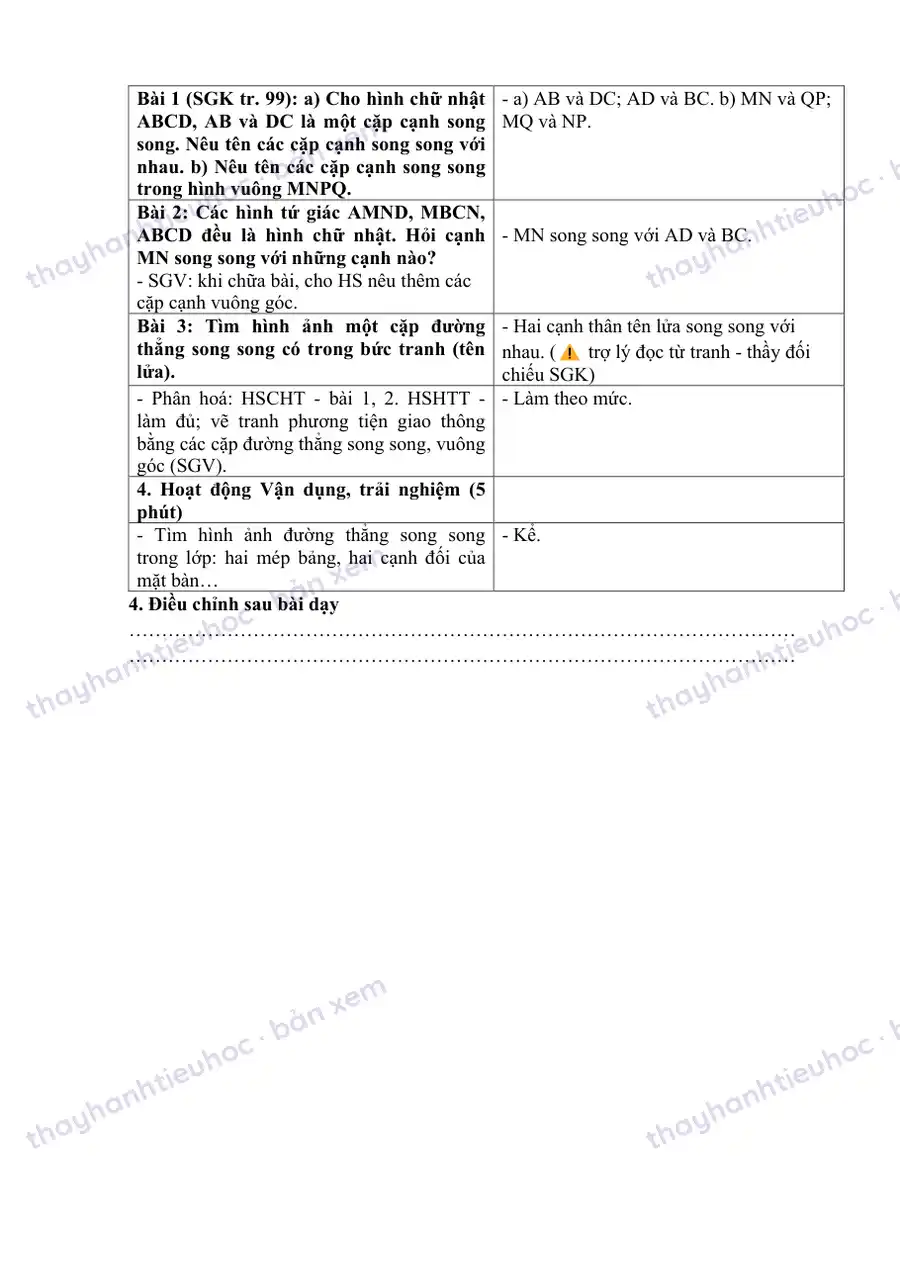 Bài 1 (SGK tr. 99): a) Cho hình chữ nhật
ABCD, AB và DC là một cặp cạnh song
song. Nêu tên các cặp cạnh song song với
nhau. b) Nêu tên các cặp cạnh song song
trong hình vuông MNPQ.
- a) AB và DC; AD và BC. b) MN và QP;
MQ và NP.
Bài 2: Các hình tứ giác AMND, MBCN,
ABCD đều là hình chữ nhật. Hỏi cạnh
MN song song với những cạnh nào?
- SGV: khi chữa bài, cho HS nêu thêm các
cặp cạnh vuông góc.
- MN song song với AD và BC.
Bài 3: Tìm hình ảnh một cặp đường
thẳng song song có trong bức tranh (tên
lửa).
- Hai cạnh thân tên lửa song song với
nhau. (⚠ trợ lý đọc từ tranh - thầy đối
chiếu SGK)
- Phân hoá: HSCHT - bài 1, 2. HSHTT -
làm đủ; vẽ tranh phương tiện giao thông
bằng các cặp đường thẳng song song, vuông
góc (SGV).
- Làm theo mức.
4. Hoạt động Vận dụng, trải nghiệm (5
phút)
- Tìm hình ảnh đường thẳng song song
trong lớp: hai mép bảng, hai cạnh đối của
mặt bàn…
- Kể.
4. Điều chỉnh sau bài dạy
……………………………………………………………………………………………
……………………………………………………………………………………………
thayhanhtieuhoc · bản xem
thayhanhtieuhoc · b
thayhanhtieuhoc · bản xem
thayhanhtieuhoc · b
thayhanhtieuhoc · bản xem
thayhanhtieuhoc · b